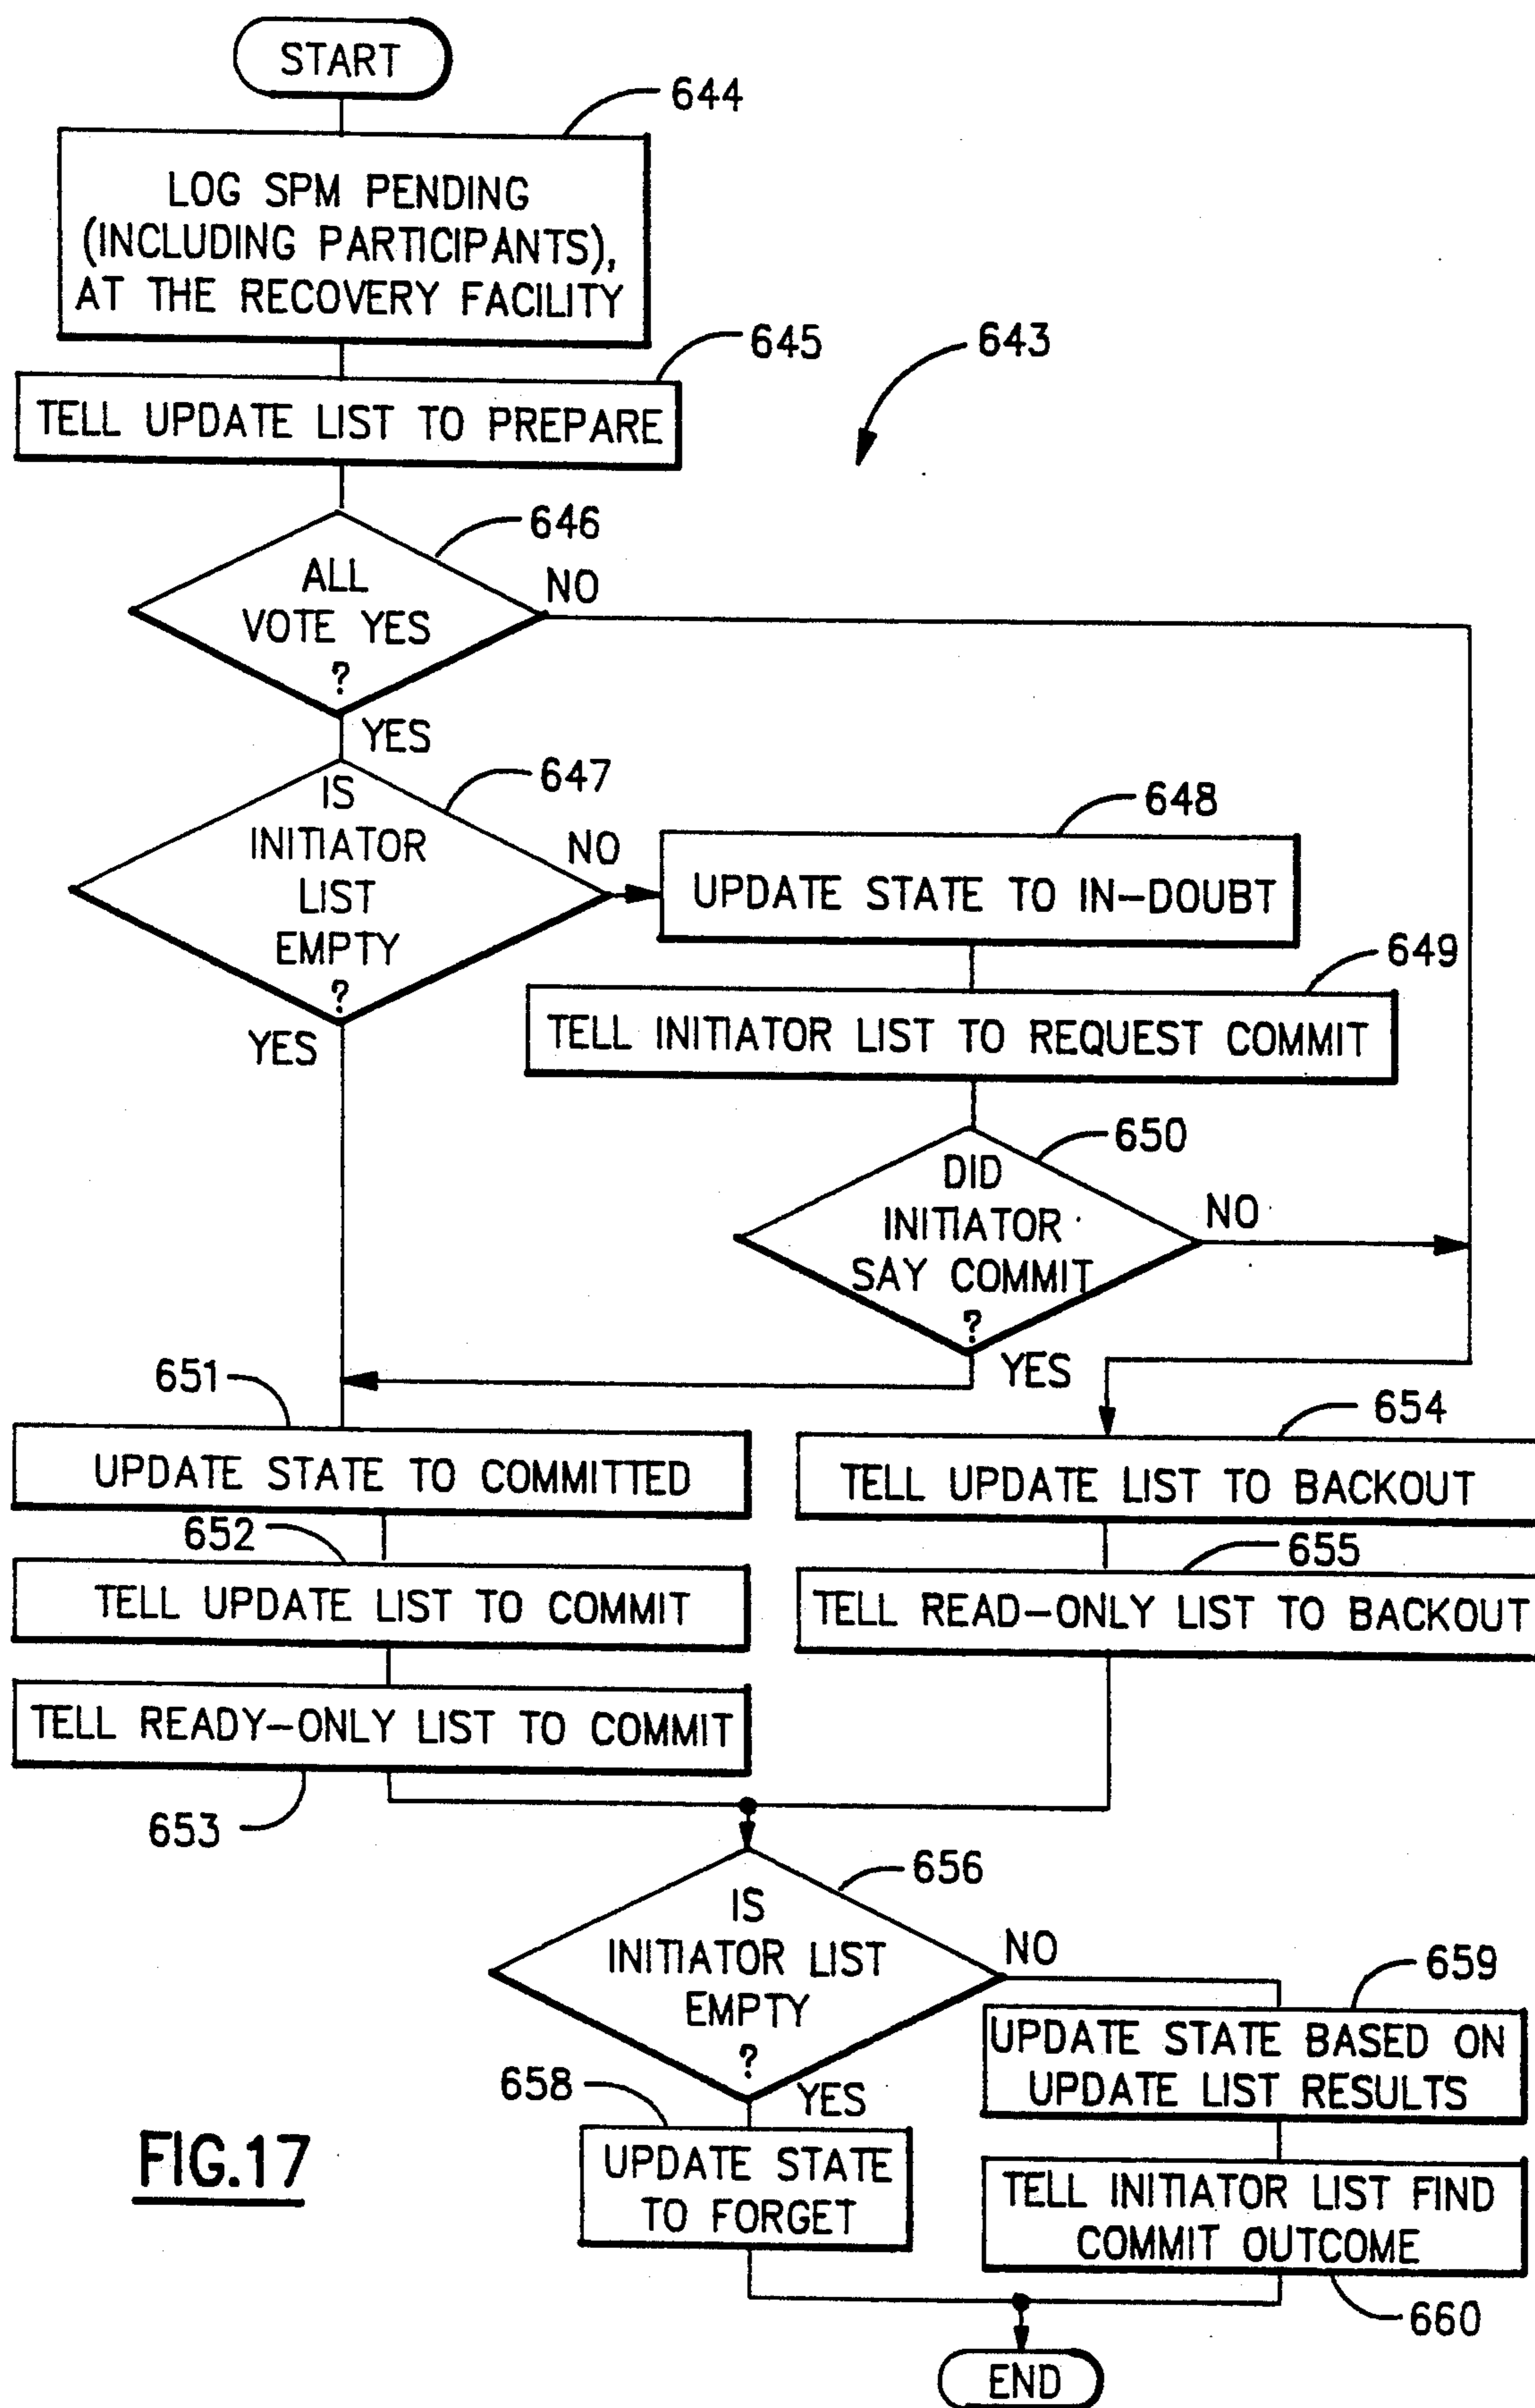 START
644
LOG SPM PENDING
(INCLUDING PARTICIPANTS),
AT THE RECOVERY FACILITY
645
643
TELL UPDATE LIST TO PREPARE
646
ALL
VOTE YES
?
NO
YES
647
IS
INITIATOR
LIST
EMPTY
?
NO
YES
648
UPDATE STATE TO IN-DOUBT
649
TELL INITIATOR LIST TO REQUEST COMMIT
650
DID
INITIATOR
SAY COMMIT
?
NO
YES
651
UPDATE STATE TO COMMITTED
654
TELL UPDATE LIST TO BACKOUT
652
TELL UPDATE LIST TO COMMIT
655
TELL READ-ONLY LIST TO BACKOUT
TELL READY-ONLY LIST TO COMMIT
653
656
IS
INITIATOR LIST
EMPTY
?
NO
YES
659
UPDATE STATE BASED ON
UPDATE LIST RESULTS
658
UPDATE STATE
TO FORGET
TELL INITIATOR LIST FIND
COMMIT OUTCOME
660
FIG.17
END